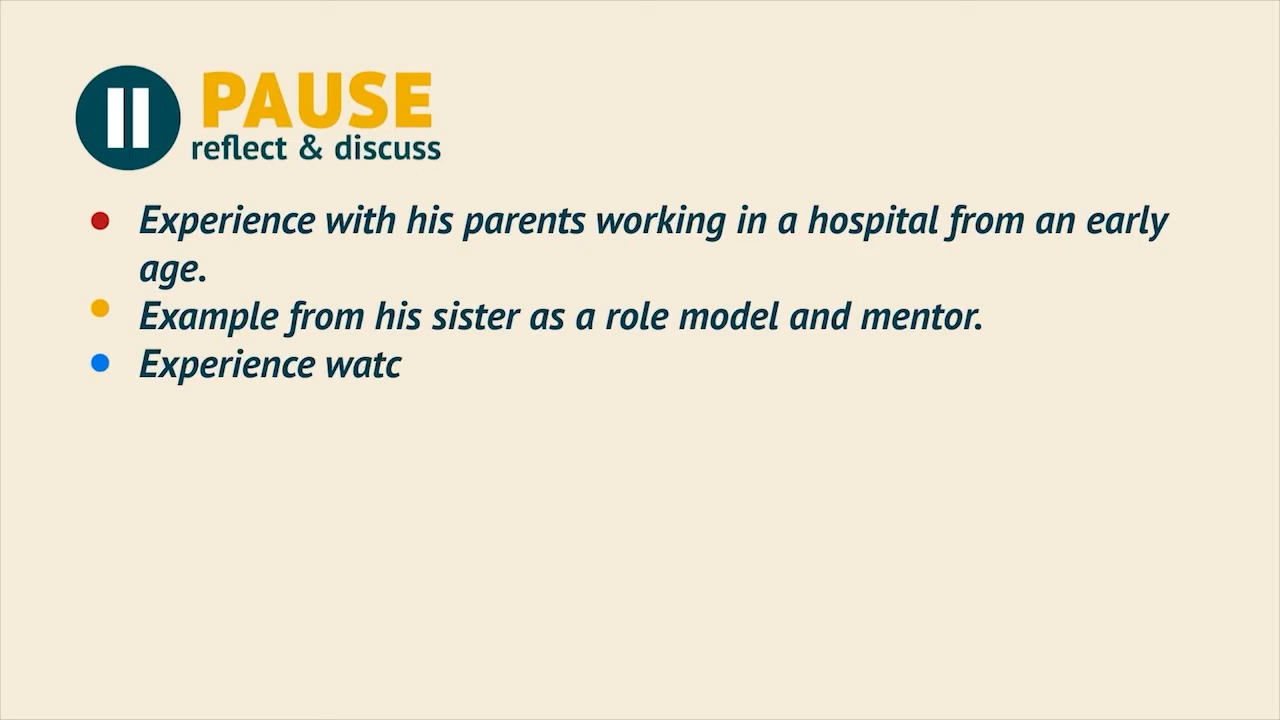 PAUSE
reflect & discuss
Experience with his parents working in a hospital from an early
age.
Example from his sister as a role model and mentor.
Experience watc